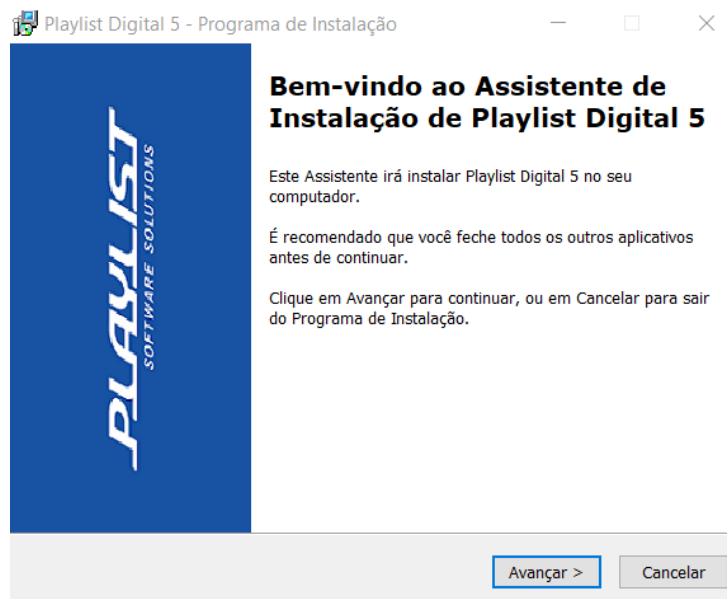 Playlist Digital 5 - Programa de Instalação
PLAYLIST
SOFTWARE SOLUTIONS
Bem-vindo ao Assistente de
Instalação de Playlist Digital 5
Este Assistente irá instalar Playlist Digital 5 no seu
computador.
É recomendado que você feche todos os outros aplicativos
antes de continuar.
Clique em Avançar para continuar, ou em Cancelar para sair
do Programa de Instalação.
Avançar >
Cancelar